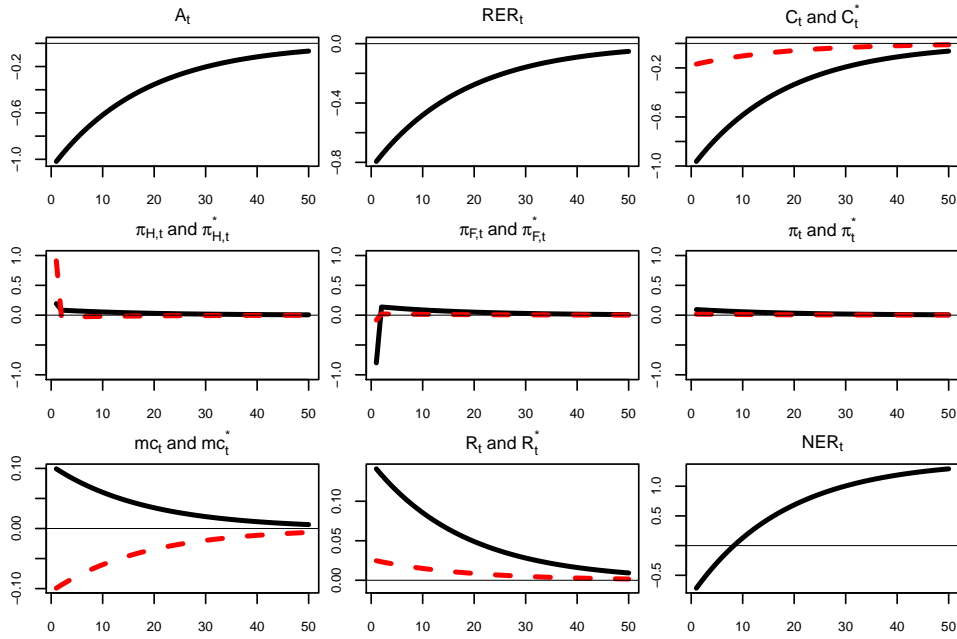 A_t RER_t C_t and C_t^*
−0.2 −0.6 −1.0
0.0 −0.4 −0.8
−0.2 −0.6 −1.0
0 10 20 30 40 50
0 10 20 30 40 50
0 10 20 30 40 50
π_{H,t} and π_{H,t}^* π_{F,t} and π_{F,t}^* π_t and π_t^*
1.0 0.5 0.0 −1.0
1.0 0.5 0.0 −1.0
1.0 0.5 0.0 −1.0
0 10 20 30 40 50
0 10 20 30 40 50
0 10 20 30 40 50
mc_t and mc_t^* R_t and R_t^* NER_t
0.10 0.00 −0.10
0.10 0.00
1.0 0.5 −0.5
0 10 20 30 40 50
0 10 20 30 40 50
0 10 20 30 40 50